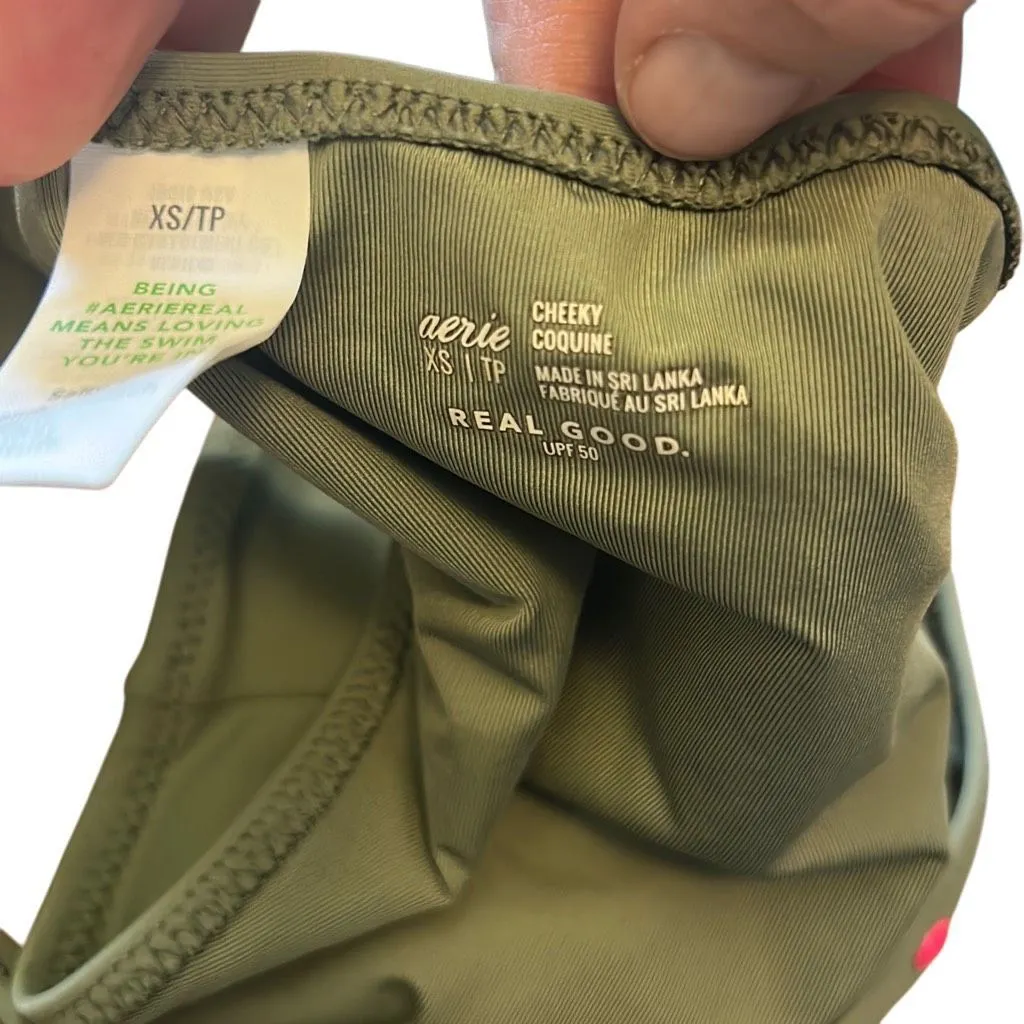 XS/TP
BEING
#AERIEREAL
MEANS LOVING
THE SWIM
YOU'RE IN
aerie
XS | TP
CHEEKY
COQUINE
MADE IN SRI LANKA
FABRIQUÉ AU SRI LANKA
REAL GOOD.
UPF 50